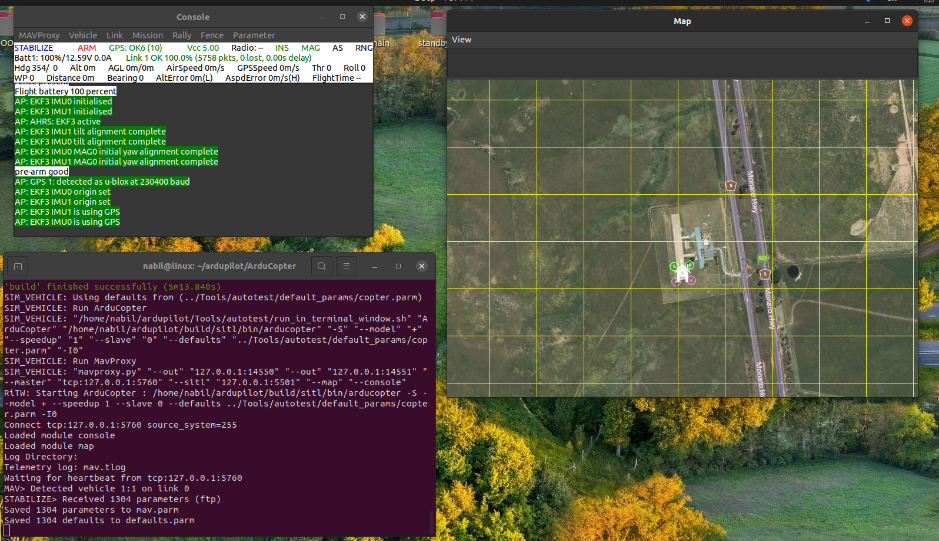 Console
MAVProxy Vehicle Link Mission Rally Fence Parameter
STABILIZE ARM GPS: OK6 (10) Vcc 5.00 Radio: -- INS MAG AS RNG
Batt1: 100%/12.59V 0.0A Link 1 OK 100.0% (5758 pkts, 0 lost, 0.00s delay)
Hdg 354/ 0 Alt 0m AGL 0m/0m AirSpeed 0m/s GPSSpeed 0m/s Thr 0 Roll 0
WP 0 Distance 0m Bearing 0 AltError 0m(L) AspdError 0m/s(H) FlightTime --
Flight battery 100 percent
AP: EKF3 IMU0 initialised
AP: EKF3 IMU1 initialised
AP: AHRS: EKF3 active
AP: EKF3 IMU1 tilt alignment complete
AP: EKF3 IMU0 tilt alignment complete
AP: EKF3 IMU0 MAG0 initial yaw alignment complete
AP: EKF3 IMU1 MAG0 initial yaw alignment complete
pre-arm good
AP: GPS 1: detected as u-blox at 230400 baud
AP: EKF3 IMU0 origin set
AP: EKF3 IMU1 origin set
AP: EKF3 IMU1 is using GPS
AP: EKF3 IMU0 is using GPS
standby
Map
View
Monaro Hwy
Monaro Hwy
Monaro Hwy
nabil@linux: ~/ardupilot/ArduCopter
'build' finished successfully (5m13.840s)
SIM_VEHICLE: Using defaults from (../Tools/autotest/default_params/copter.parm)
SIM_VEHICLE: Run ArduCopter
SIM_VEHICLE: "/home/nabil/ardupilot/Tools/autotest/run_in_terminal_window.sh" "A
rduCopter" "/home/nabil/ardupilot/build/sitl/bin/arducopter" "-S" "--model" "+"
"--speedup" "1" "--slave" "0" "--defaults" "../Tools/autotest/default_params/cop
ter.parm" "-I0"
SIM_VEHICLE: Run MavProxy
SIM_VEHICLE: "mavproxy.py" "--out" "127.0.0.1:14550" "--out" "127.0.0.1:14551" "
--master" "tcp:127.0.0.1:5760" "--sitl" "127.0.0.1:5501" "--map" "--console"
RiTW: Starting ArduCopter : /home/nabil/ardupilot/build/sitl/bin/arducopter -S -
-model + --speedup 1 --slave 0 --defaults ../Tools/autotest/default_params/copte
r.parm -I0
Connect tcp:127.0.0.1:5760 source_system=255
Loaded module console
Loaded module map
Log Directory:
Telemetry log: mav.tlog
Waiting for heartbeat from tcp:127.0.0.1:5760
MAV> Detected vehicle 1:1 on link 0
STABILIZE> Received 1304 parameters (ftp)
Saved 1304 parameters to mav.parm
Saved 1304 defaults to defaults.parm